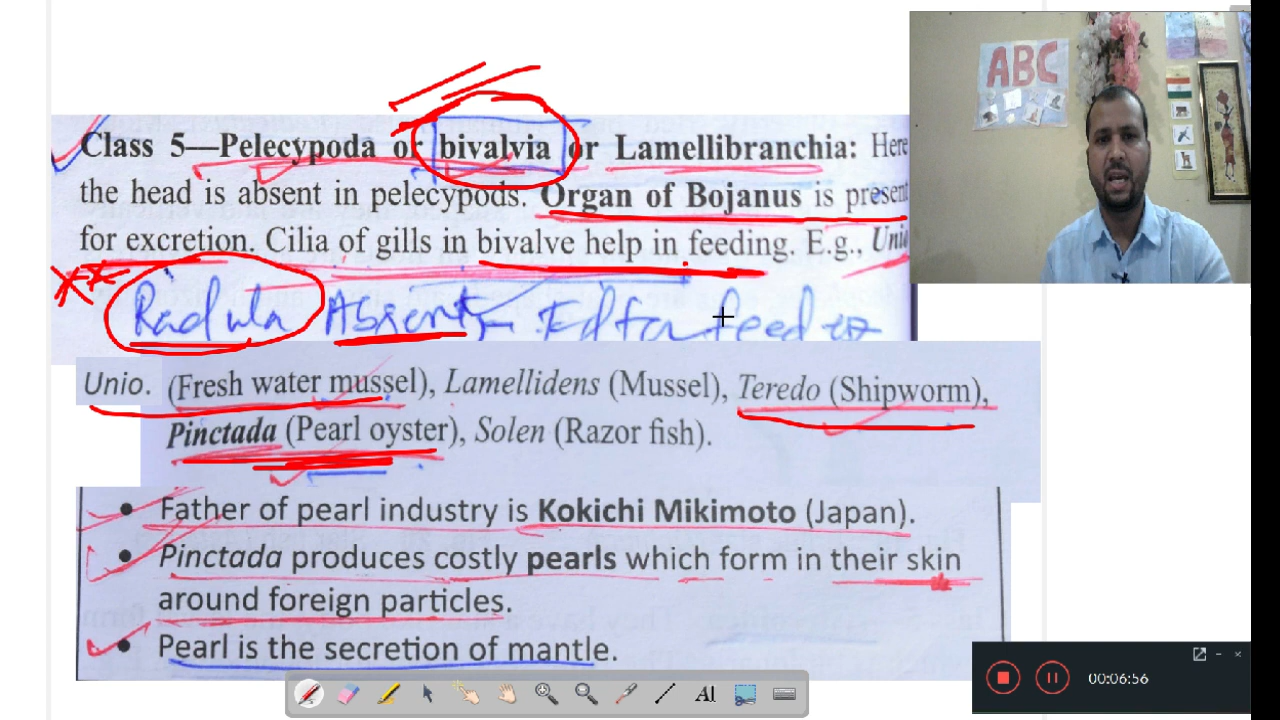 ABC
Class 5—Pelecypoda or bivalvia or Lamellibranchia: Here
the head is absent in pelecypods. Organ of Bojanus is present
for excretion. Cilia of gills in bivalve help in feeding. E.g., Unio
Radula Absent
Unio. (Fresh water mussel), Lamellidens (Mussel), Teredo (Shipworm),
Pinctada (Pearl oyster), Solen (Razor fish).
• Father of pearl industry is Kokichi Mikimoto (Japan).
• Pinctada produces costly pearls which form in their skin
around foreign particles.
• Pearl is the secretion of mantle.
AI
00:06:56